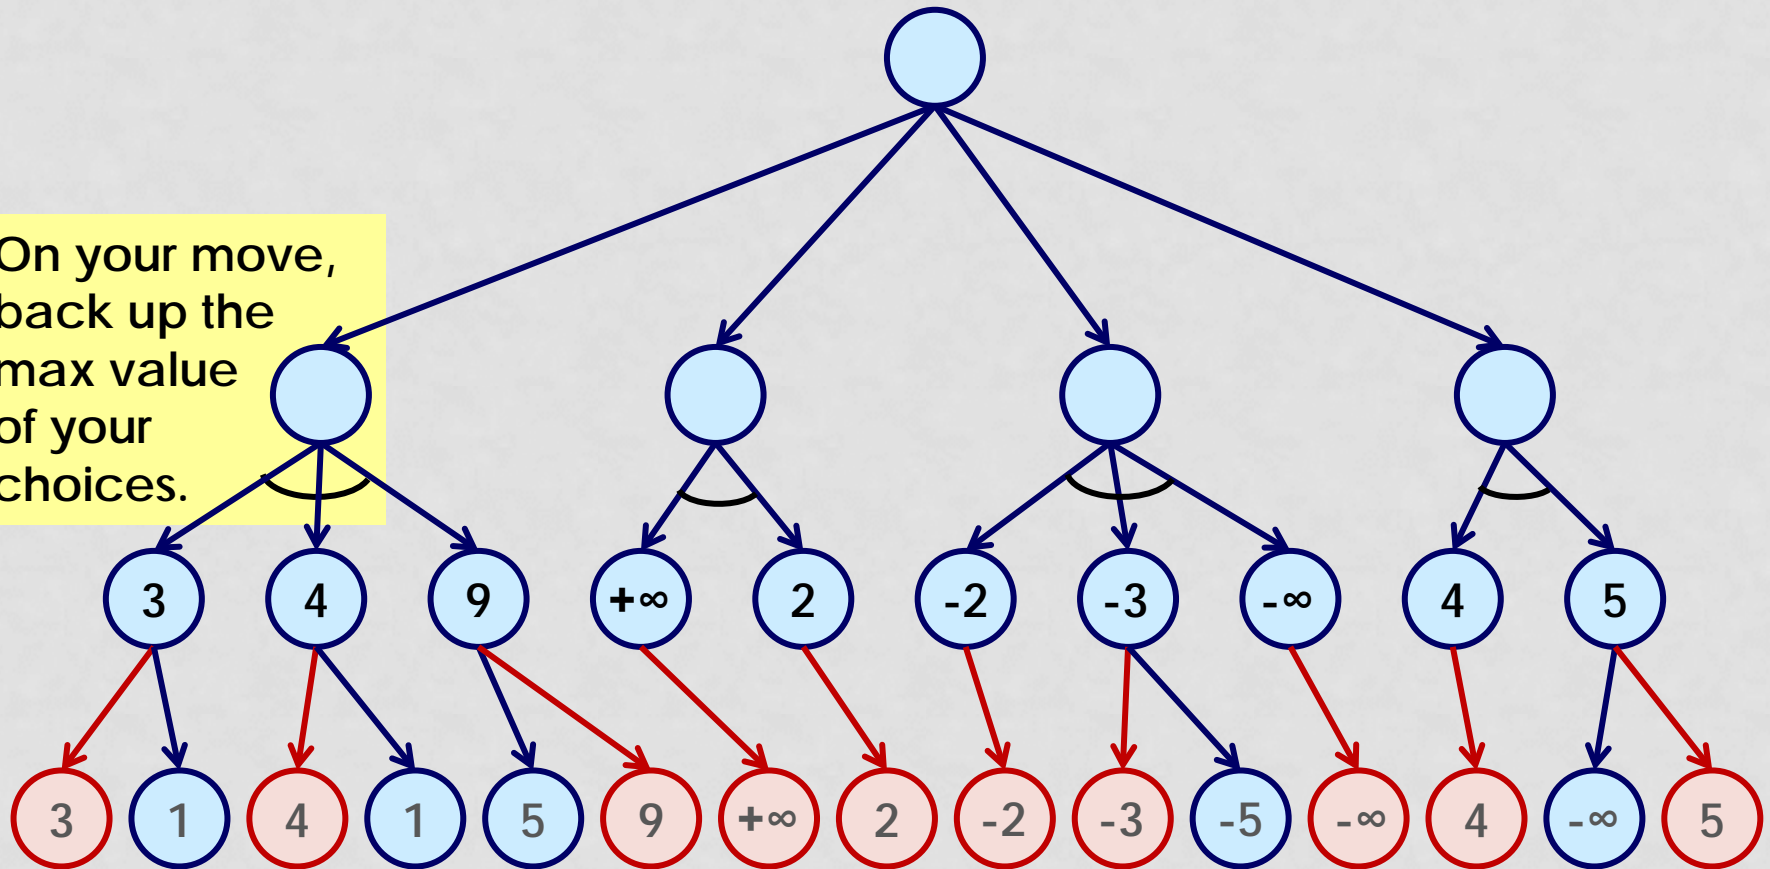 On your move,
back up the
max value
of your
choices.
3 4 9 +∞ 2 -2 -3 -∞ 4 5
3 1 4 1 5 9 +∞ 2 -2 -3 -5 -∞ 4 -∞ 5